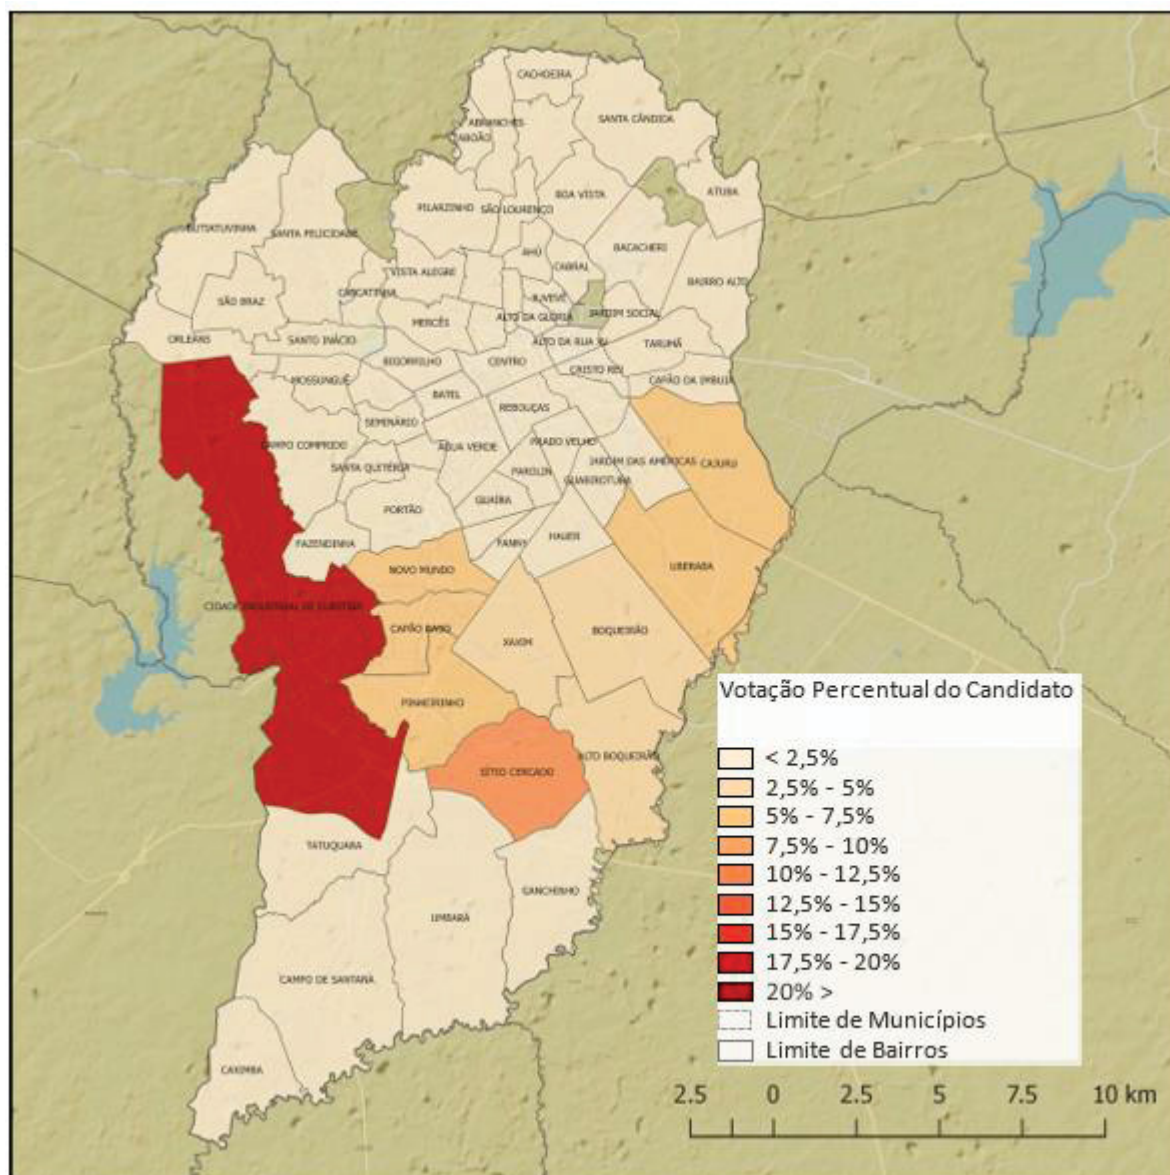 CACHOEIRA
ABRANCHES
SANTA CÂNDIDA
BOA VISTA
ATUBA
PILARZINHO
SÃO LOURENÇO
BUTIATUVINHA
SANTA FELICIDADE
AHÚ
BACACHERI
CABRAL
VISTA ALEGRE
BAIRRO ALTO
CASCATINHA
SÃO BRAZ
JUVEVÊ
ALTO DA GLORIA
JARDIM SOCIAL
MERCÊS
ORLEANS
SANTO INÁCIO
ALTO DA RUA XV
TARUMÃ
BIGORRILHO
CENTRO
CRISTO REI
MOSSUNGUÊ
CAPÃO DA IMBUIA
BATEL
REBOUÇAS
SEMINÁRIO
CAMPO COMPRIDO
ÁGUA VERDE
PRADO VELHO
SANTA QUITÉRIA
PAROLIN
JARDIM DAS AMÉRICAS
CAJURU
GUABIROTUBA
GUAÍRA
PORTÃO
FAZENDINHA
FANNY
HAUER
NOVO MUNDO
UBERABA
CIDADE INDUSTRIAL DE CURITIBA
CAPÃO RASO
XAXIM
BOQUEIRÃO
PINHEIRINHO
ALTO BOQUEIRÃO
SÍTIO CERCADO
TATUQUARA
GANCHINHO
UMBARÁ
CAMPO DE SANTANA
CAXIMBA
Votação Percentual do Candidato
< 2,5%
2,5% - 5%
5% - 7,5%
7,5% - 10%
10% - 12,5%
12,5% - 15%
15% - 17,5%
17,5% - 20%
20% >
Limite de Municípios
Limite de Bairros
2.5 0 2.5 5 7.5 10 km